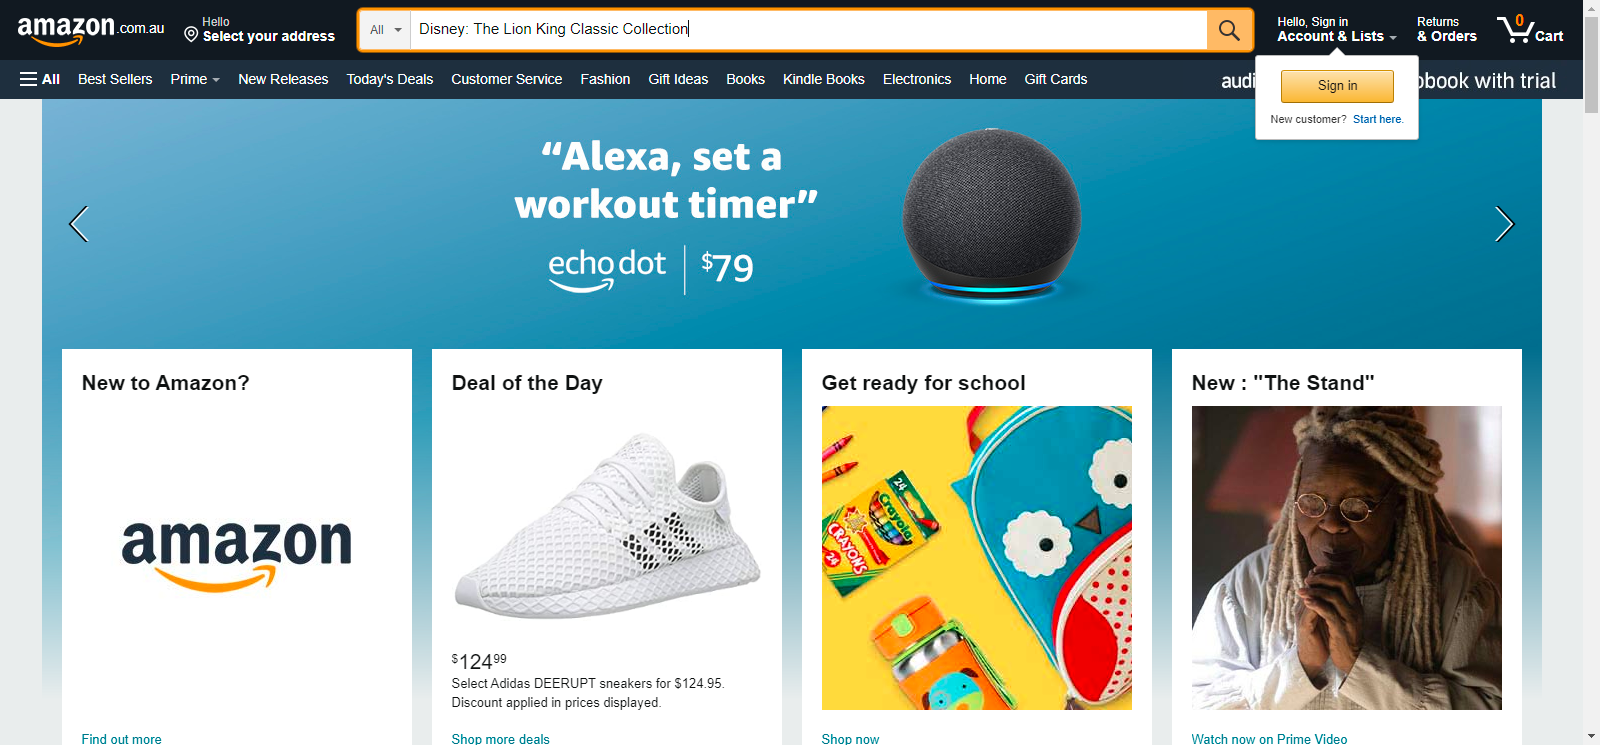 amazon.com.au
Hello
Select your address
All
Disney: The Lion King Classic Collection
Hello, Sign in
Account & Lists
Returns
& Orders
0
Cart
All
Best Sellers
Prime
New Releases
Today's Deals
Customer Service
Fashion
Gift Ideas
Books
Kindle Books
Electronics
Home
Gift Cards
with trial
Sign in
New customer? Start here.
“Alexa, set a
workout timer”
echo dot
$79
New to Amazon?
amazon
Find out more
Deal of the Day
$124.99
Select Adidas DEERUPT sneakers for $124.95.
Discount applied in prices displayed.
Shop more deals
Get ready for school
24
Crayola
CRAYONS
24
Shop now
New : "The Stand"
Watch now on Prime Video